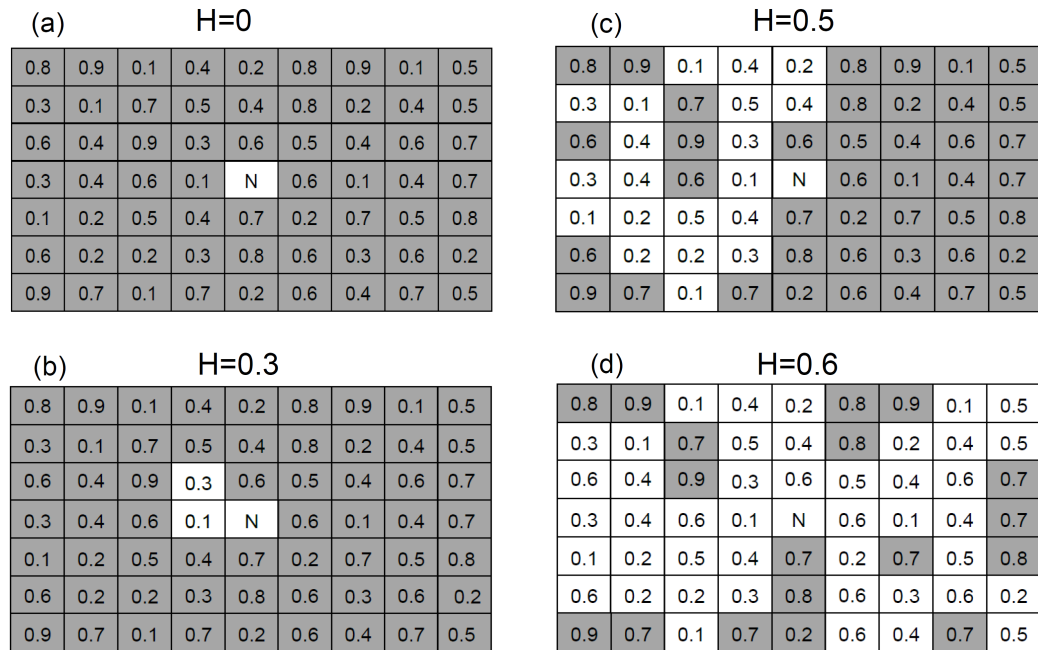 (a) H=0
0.8 0.9 0.1 0.4 0.2 0.8 0.9 0.1 0.5
0.3 0.1 0.7 0.5 0.4 0.8 0.2 0.4 0.5
0.6 0.4 0.9 0.3 0.6 0.5 0.4 0.6 0.7
0.3 0.4 0.6 0.1 N 0.6 0.1 0.4 0.7
0.1 0.2 0.5 0.4 0.7 0.2 0.7 0.5 0.8
0.6 0.2 0.2 0.3 0.8 0.6 0.3 0.6 0.2
0.9 0.7 0.1 0.7 0.2 0.6 0.4 0.7 0.5
(b) H=0.3
0.8 0.9 0.1 0.4 0.2 0.8 0.9 0.1 0.5
0.3 0.1 0.7 0.5 0.4 0.8 0.2 0.4 0.5
0.6 0.4 0.9 0.3 0.6 0.5 0.4 0.6 0.7
0.3 0.4 0.6 0.1 N 0.6 0.1 0.4 0.7
0.1 0.2 0.5 0.4 0.7 0.2 0.7 0.5 0.8
0.6 0.2 0.2 0.3 0.8 0.6 0.3 0.6 0.2
0.9 0.7 0.1 0.7 0.2 0.6 0.4 0.7 0.5
(c) H=0.5
0.8 0.9 0.1 0.4 0.2 0.8 0.9 0.1 0.5
0.3 0.1 0.7 0.5 0.4 0.8 0.2 0.4 0.5
0.6 0.4 0.9 0.3 0.6 0.5 0.4 0.6 0.7
0.3 0.4 0.6 0.1 N 0.6 0.1 0.4 0.7
0.1 0.2 0.5 0.4 0.7 0.2 0.7 0.5 0.8
0.6 0.2 0.2 0.3 0.8 0.6 0.3 0.6 0.2
0.9 0.7 0.1 0.7 0.2 0.6 0.4 0.7 0.5
(d) H=0.6
0.8 0.9 0.1 0.4 0.2 0.8 0.9 0.1 0.5
0.3 0.1 0.7 0.5 0.4 0.8 0.2 0.4 0.5
0.6 0.4 0.9 0.3 0.6 0.5 0.4 0.6 0.7
0.3 0.4 0.6 0.1 N 0.6 0.1 0.4 0.7
0.1 0.2 0.5 0.4 0.7 0.2 0.7 0.5 0.8
0.6 0.2 0.2 0.3 0.8 0.6 0.3 0.6 0.2
0.9 0.7 0.1 0.7 0.2 0.6 0.4 0.7 0.5